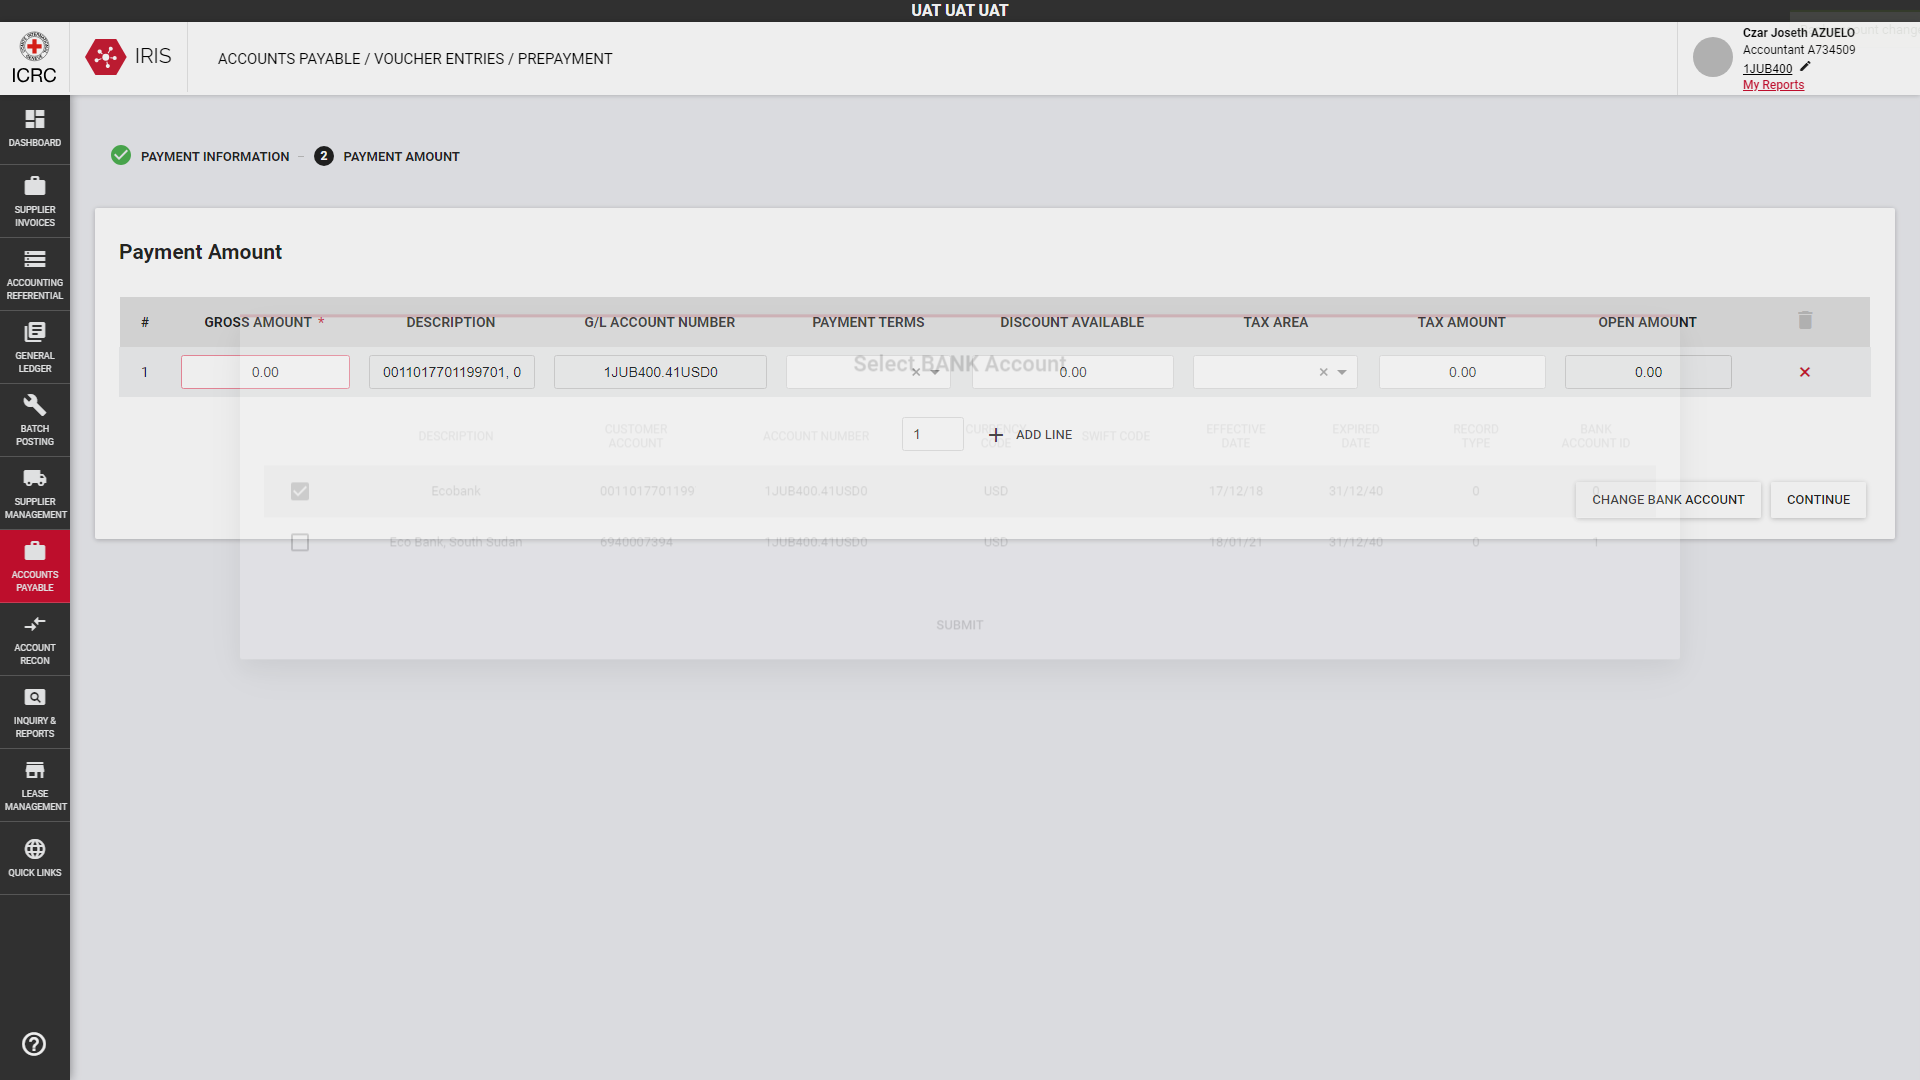 UAT UAT UAT
ICRC
IRIS
ACCOUNTS PAYABLE / VOUCHER ENTRIES / PREPAYMENT
Czar Joseth AZUELO
Accountant A734509
1JUB400
My Reports
DASHBOARD
SUPPLIER
INVOICES
ACCOUNTING
REFERENTIAL
GENERAL
LEDGER
BATCH
POSTING
SUPPLIER
MANAGEMENT
ACCOUNTS
PAYABLE
ACCOUNT
RECON
INQUIRY &
REPORTS
LEASE
MANAGEMENT
QUICK LINKS
PAYMENT INFORMATION
2 PAYMENT AMOUNT
Payment Amount
# GROSS AMOUNT * DESCRIPTION G/L ACCOUNT NUMBER PAYMENT TERMS DISCOUNT AVAILABLE TAX AREA TAX AMOUNT OPEN AMOUNT
1 0.00 0011017701199701, 0 1JUB400.41USD0 0.00 0.00 0.00
1 ADD LINE
CHANGE BANK ACCOUNT CONTINUE
Select BANK Account
DESCRIPTION CUSTOMER ACCOUNT ACCOUNT NUMBER CURRENCY CODE SWIFT CODE EFFECTIVE DATE EXPIRED DATE RECORD TYPE BANK ACCOUNT ID
Ecobank 0011017701199 1JUB400.41USD0 USD 17/12/18 31/12/40 0 0
Eco Bank, South Sudan 6940007394 1JUB400.41USD0 USD 18/01/21 31/12/40 0 1
SUBMIT